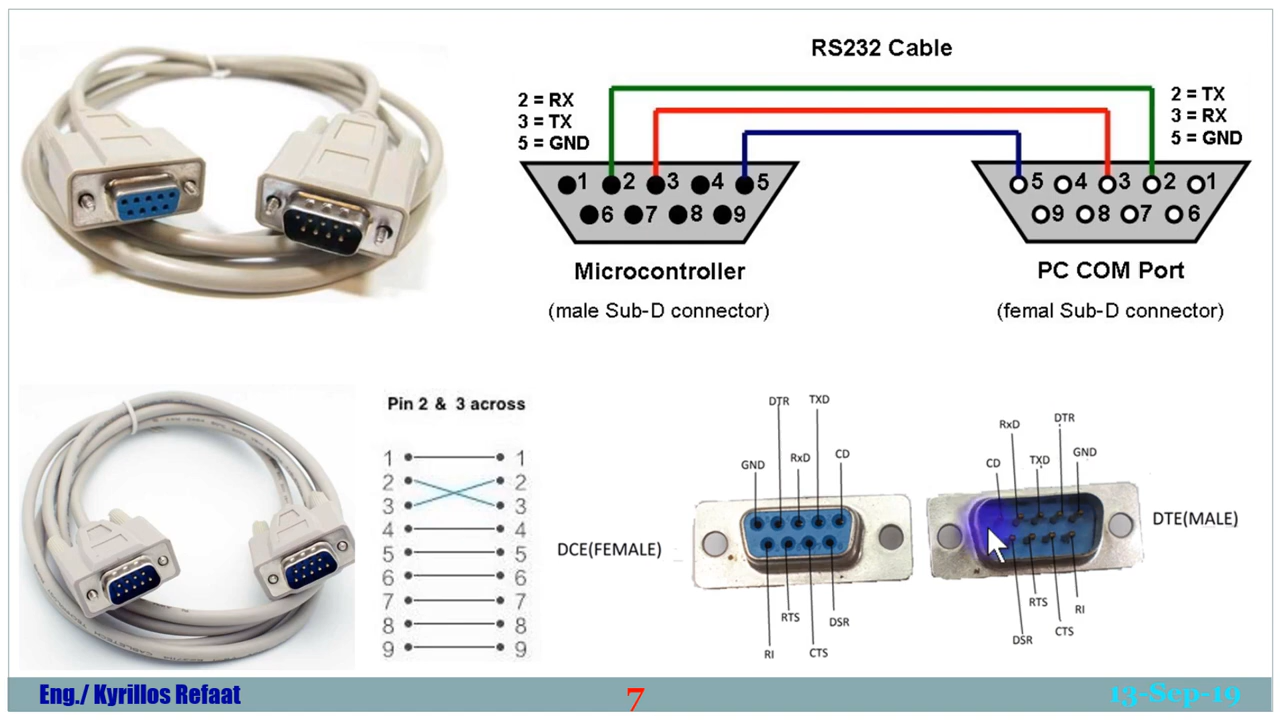 RS232 Cable
2 = RX
3 = TX
5 = GND
2 = TX
3 = RX
5 = GND
1 2 3 4 5
6 7 8 9
5 4 3 2 1
9 8 7 6
Microcontroller
(male Sub-D connector)
PC COM Port
(femal Sub-D connector)
Pin 2 & 3 across
1 1
2 2
3 3
4 4
5 5
6 6
7 7
8 8
9 9
DTR TXD
GND RxD CD
DCE(FEMALE)
RTS DSR
RI CTS
RxD DTR
CD TXD GND
DTE(MALE)
RTS RI
DSR CTS
Eng./ Kyrillos Refaat
7
13-Sep-19